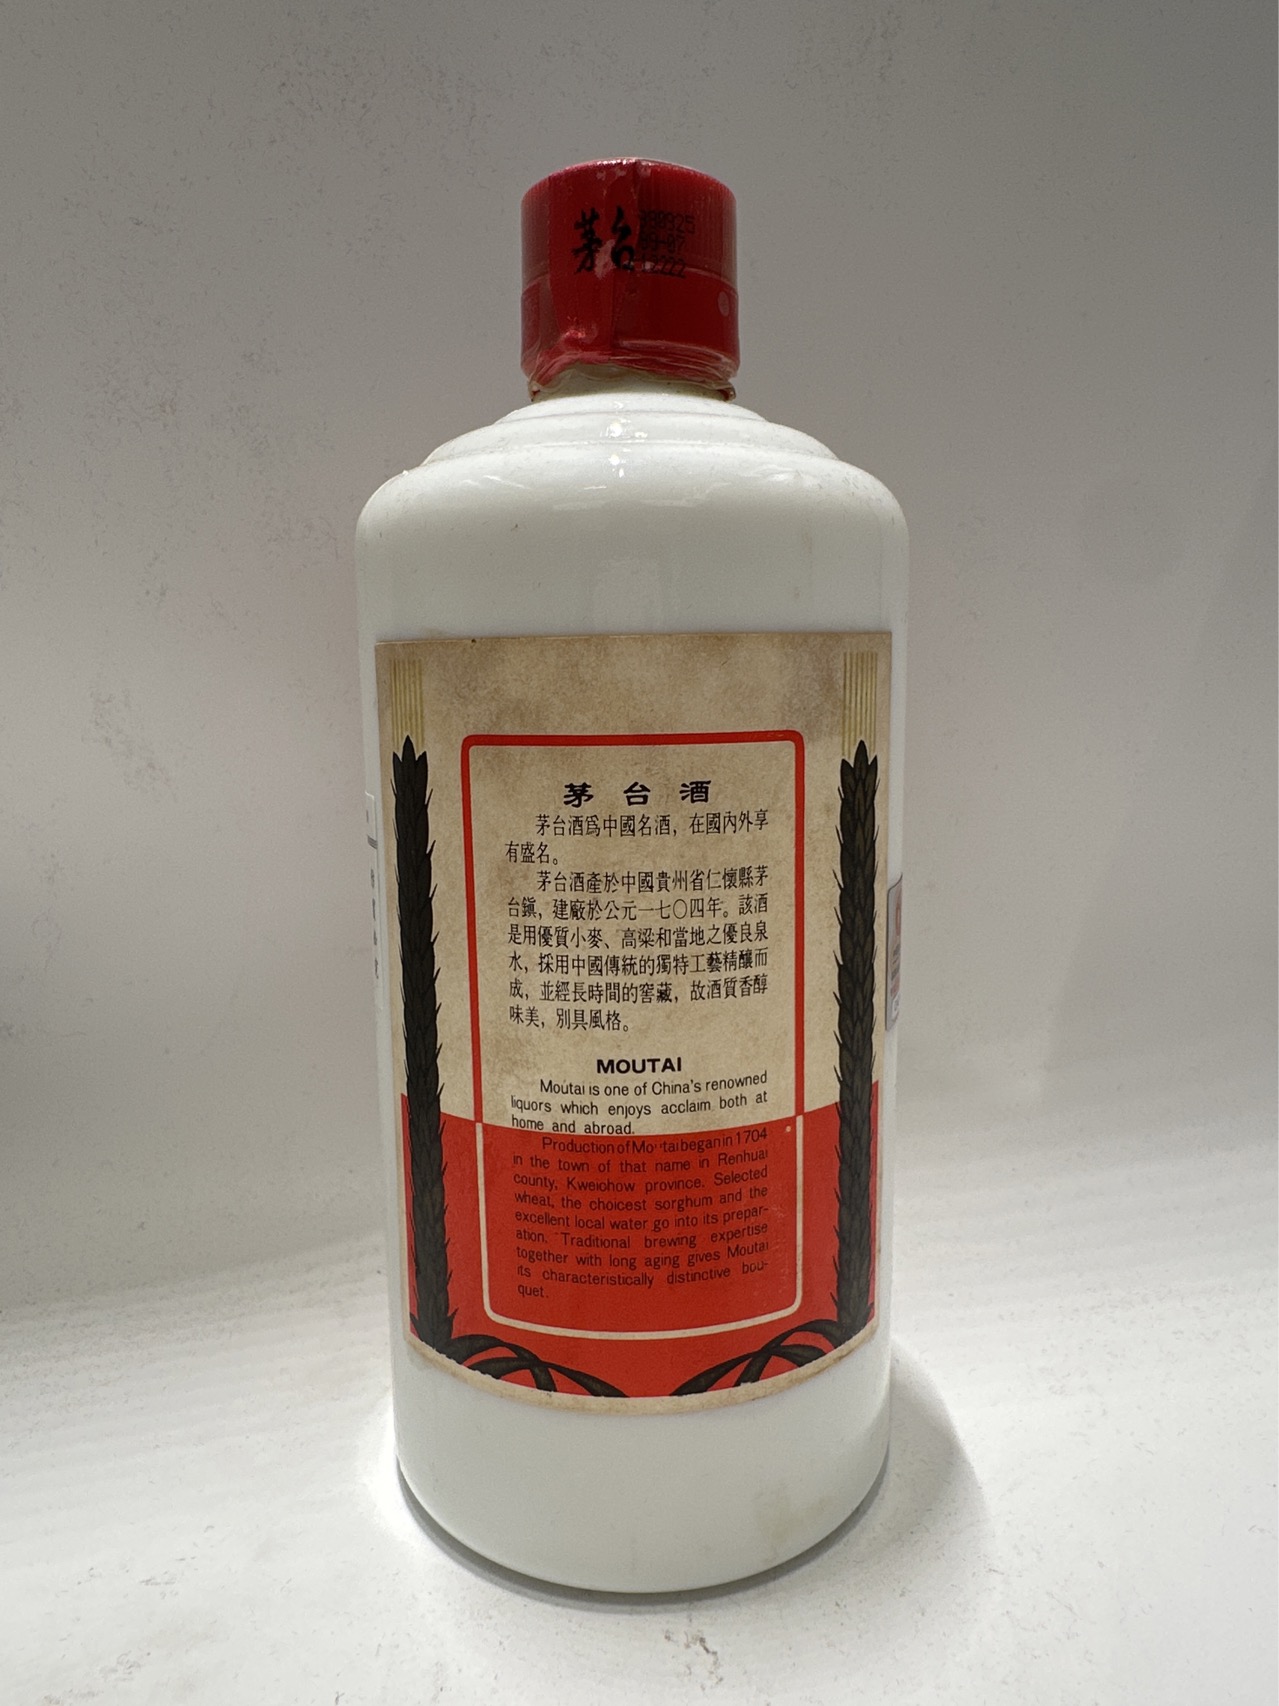 茅台
80925
09-07
12222
茅台酒
茅台酒爲中國名酒，在國內外享
有盛名。
茅台酒產於中國貴州省仁懷縣茅
台鎭，建廠於公元一七〇四年。該酒
是用優質小麥、高粱和當地之優良泉
水，採用中國傳統的獨特工藝精釀而
成，並經長時間的窖藏，故酒質香醇
味美，別具風格。
MOUTAI
Moutai is one of China's renowned
liquors which enjoys acclaim both at
home and abroad.
Production of Moutai began in 1704
in the town of that name in Renhuai
county, Kweichow province. Selected
wheat, the choicest sorghum and the
excellent local water go into its prepar-
ation. Traditional brewing expertise
together with long aging gives Moutai
its characteristically distinctive bou-
quet.